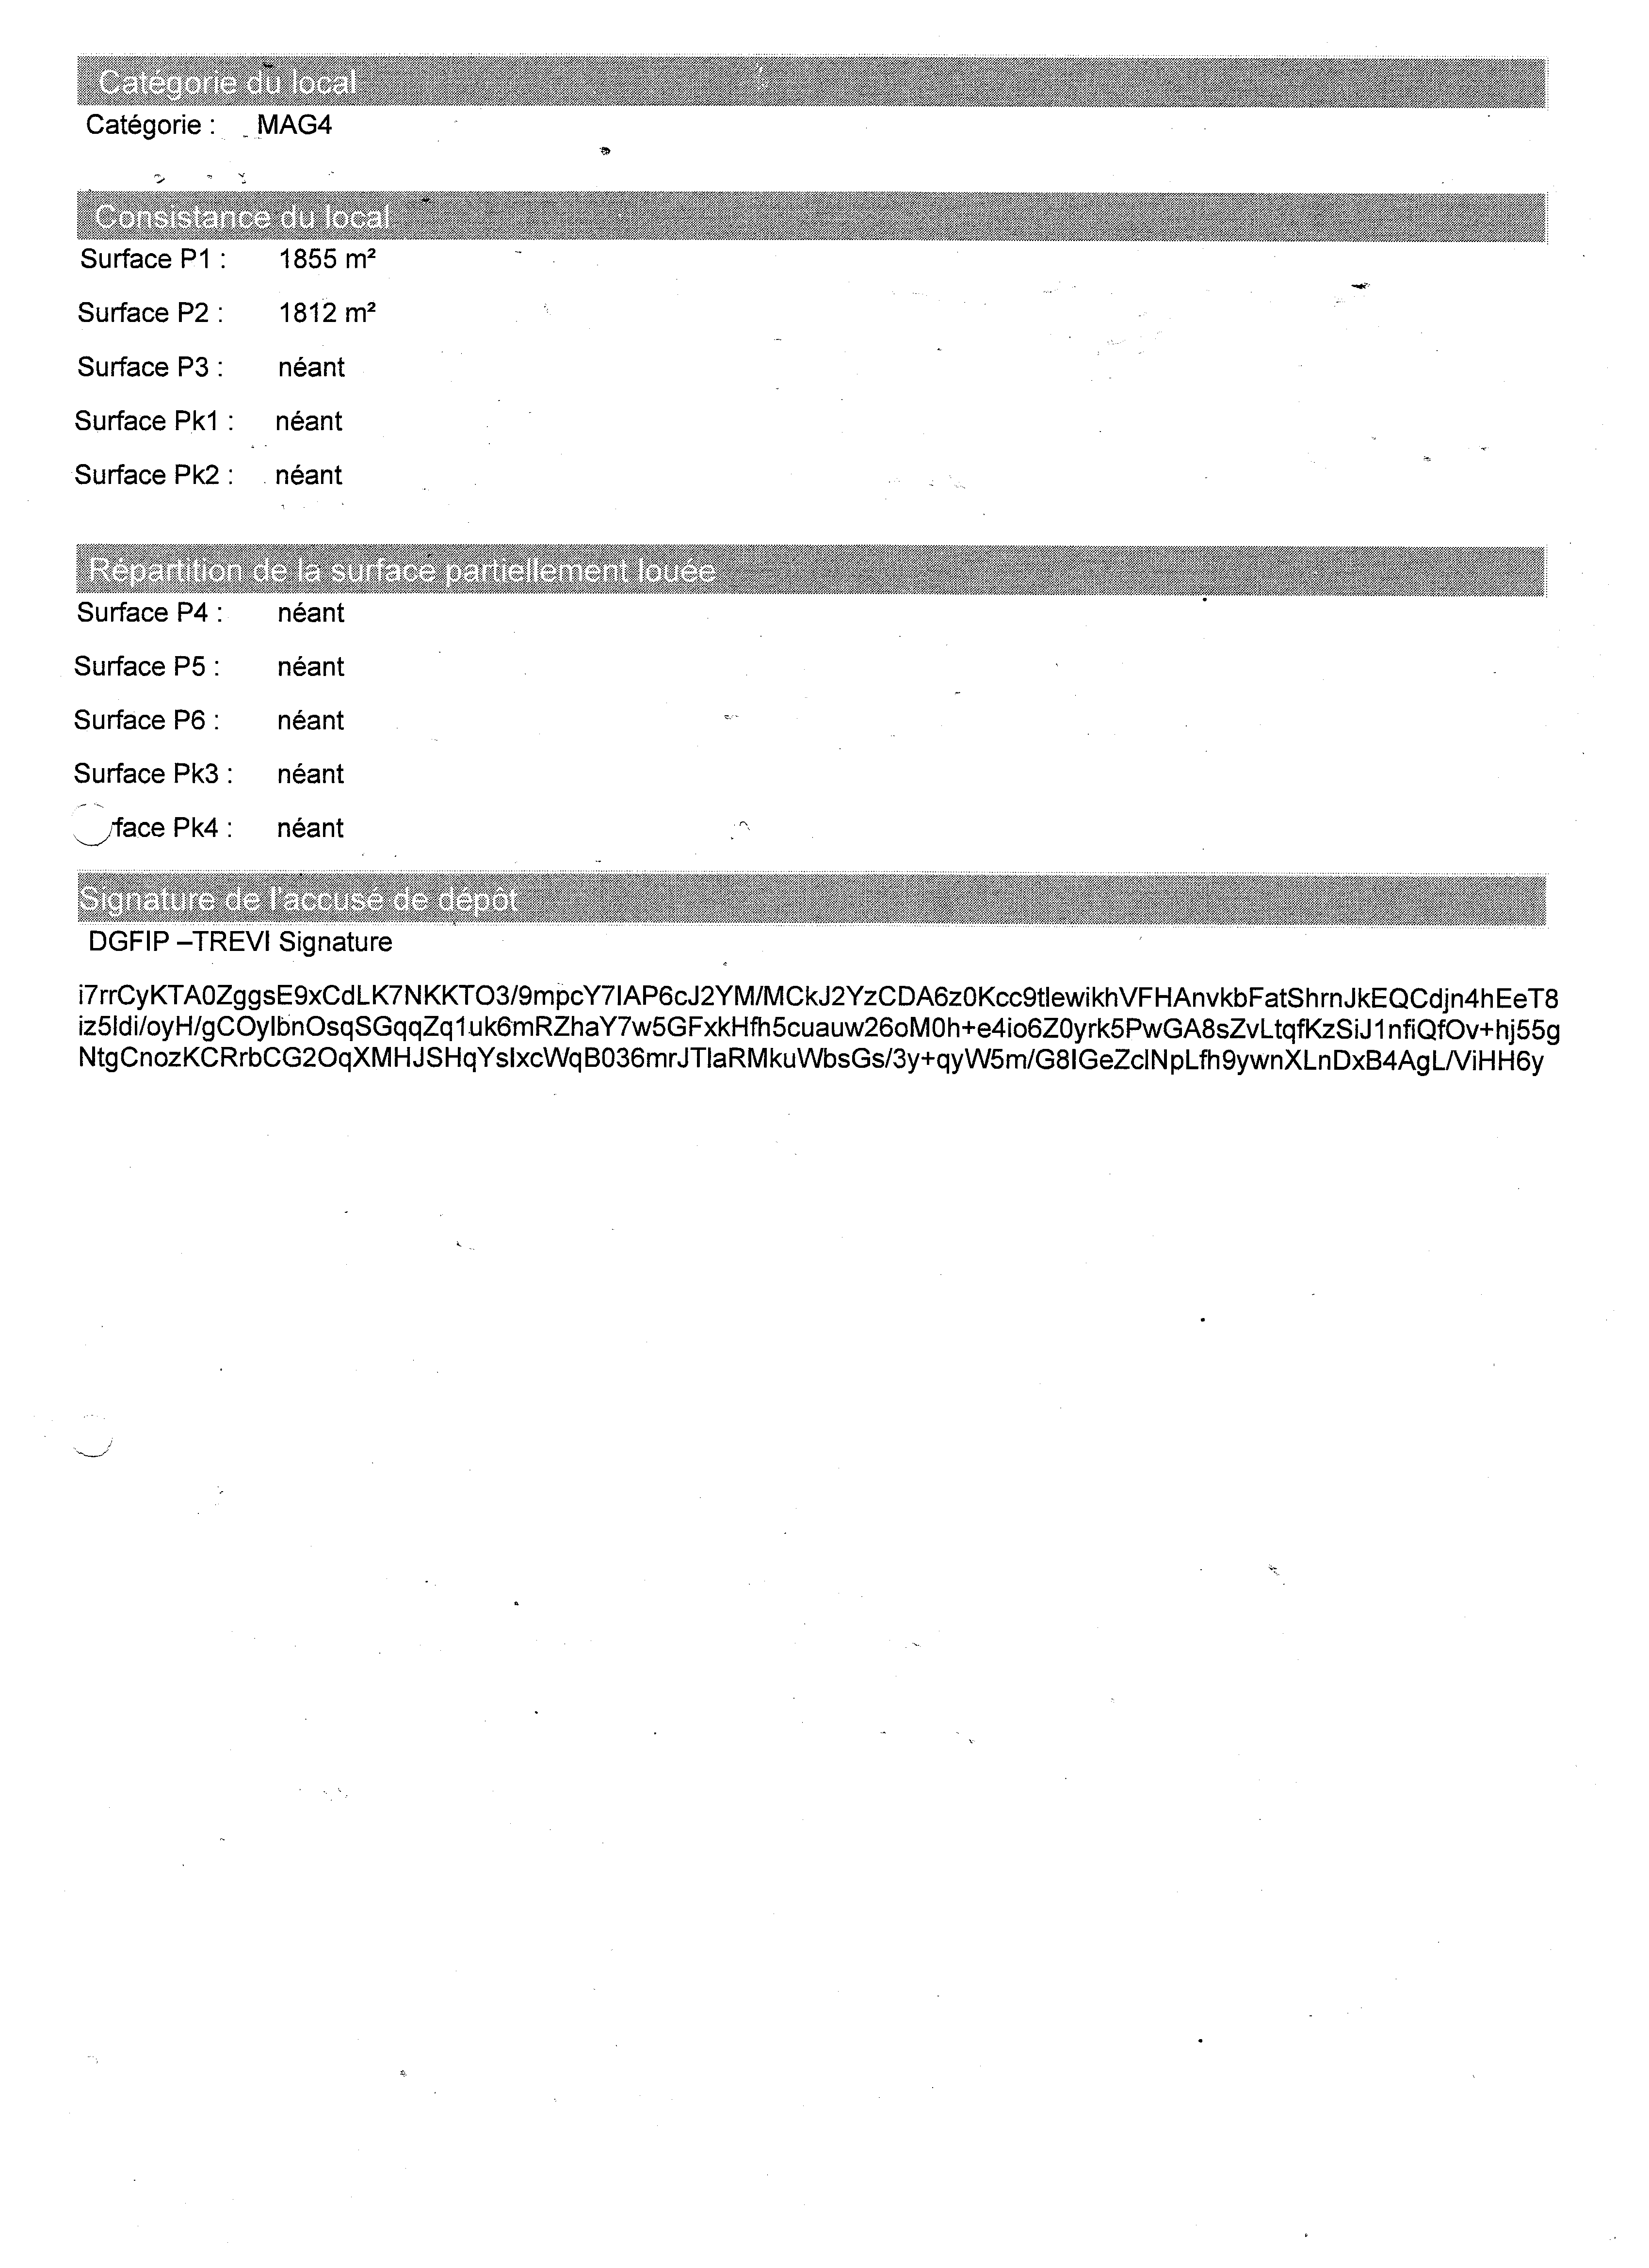 Catégorie du local
Catégorie : MAG4
Consistance du local
Surface P1 : 1855 m²
Surface P2 : 1812 m²
Surface P3 : néant
Surface Pk1 : néant
Surface Pk2 : néant
Répartition de la surface partiellement louée
Surface P4 : néant
Surface P5 : néant
Surface P6 : néant
Surface Pk3 : néant
face Pk4 : néant
Signature de l'accusé de dépôt
DGFIP –TREVI Signature
i7rrCyKTA0ZggsE9xCdLK7NKKTO3/9mpcY7IAP6cJ2YM/MCkJ2YzCDA6z0Kcc9tlewikhVFHAnvkbFatShrnJkEQCdjn4hEeT8
iz5Idi/oyH/gCOylbnOsqSGqqZq1uk6mRZhaY7w5GFxkHfh5cuauw26oM0h+e4io6Z0yrk5PwGA8sZvLtqfKzSiJ1nfiQfOv+hj55g
NtgCnozKCRrbCG2OqXMHJSHqYsIxcWqB036mrJTlaRMkuWbsGs/3y+qyW5m/G8IGeZclNpLfh9ywnXLnDxB4AgL/ViHH6y